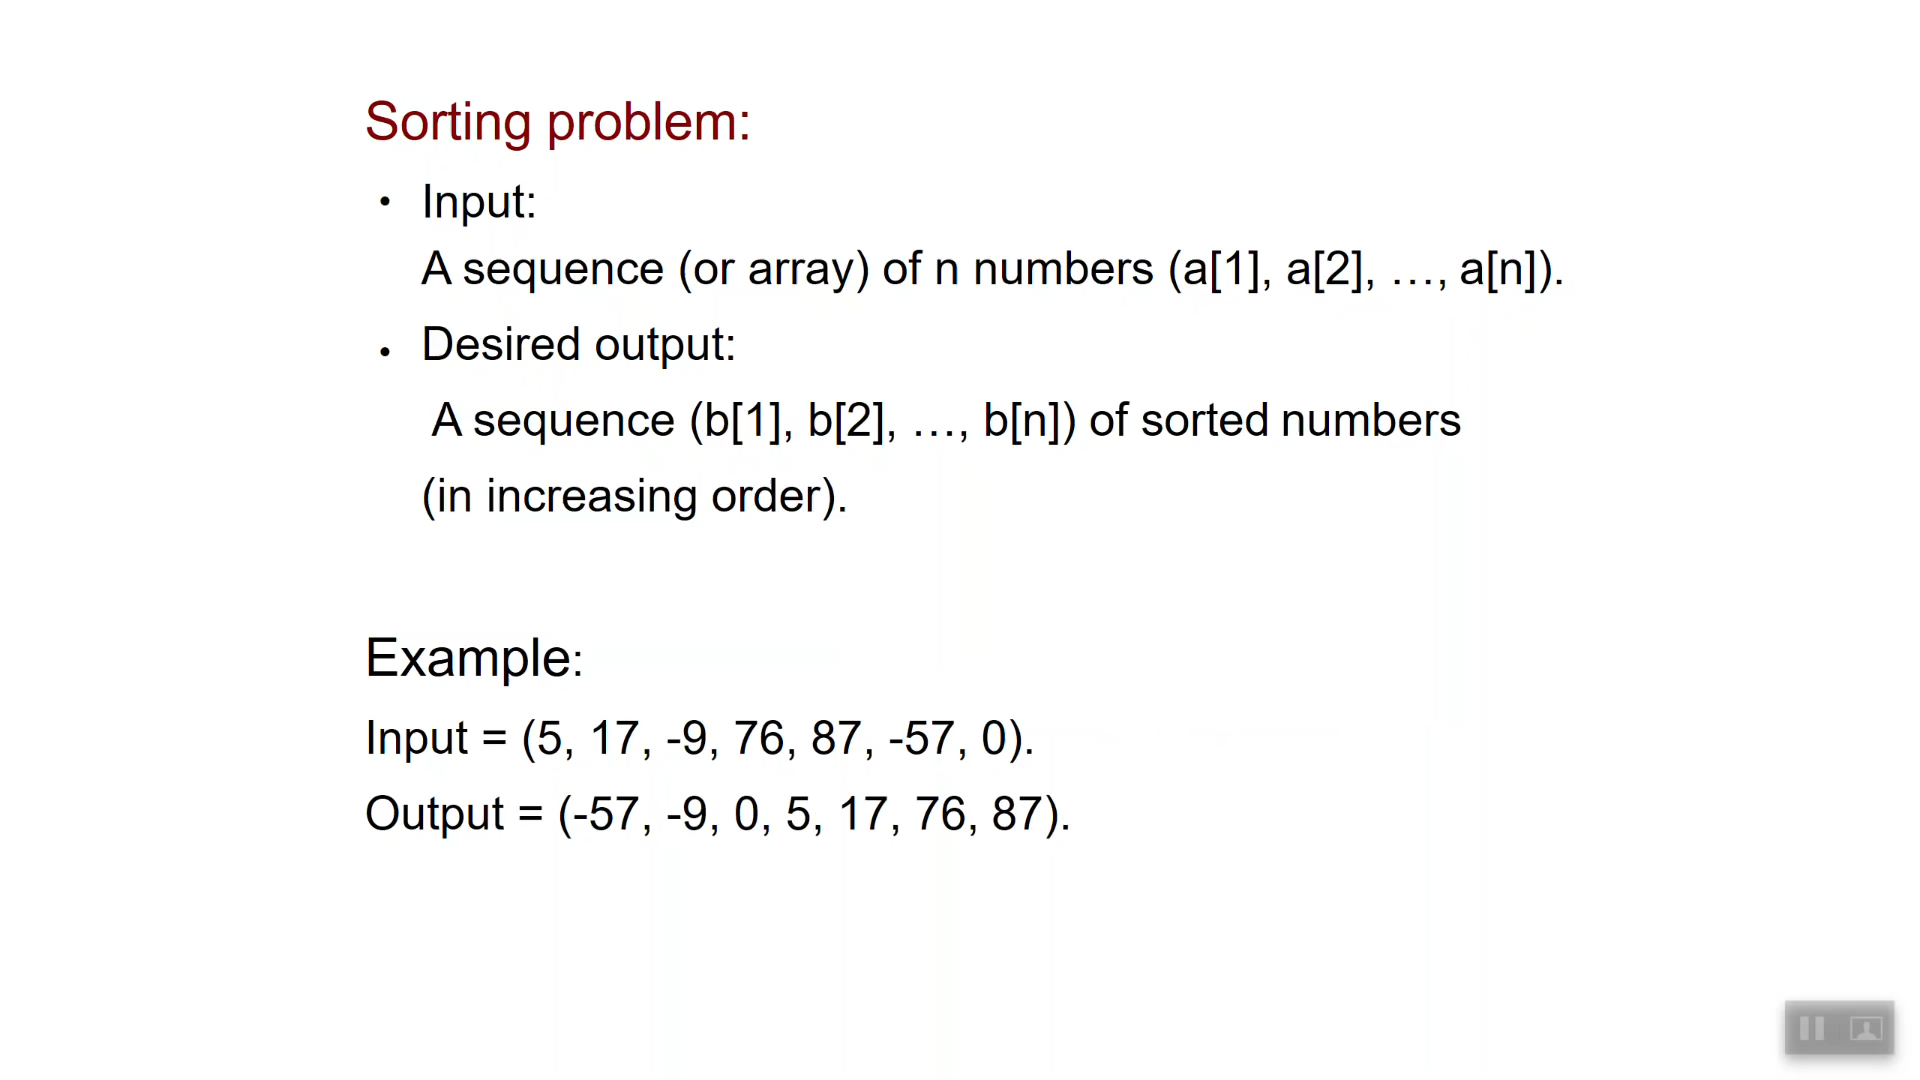 Sorting problem:
• Input:
A sequence (or array) of n numbers (a[1], a[2], …, a[n]).
• Desired output:
A sequence (b[1], b[2], …, b[n]) of sorted numbers
(in increasing order).
Example:
Input = (5, 17, -9, 76, 87, -57, 0).
Output = (-57, -9, 0, 5, 17, 76, 87).